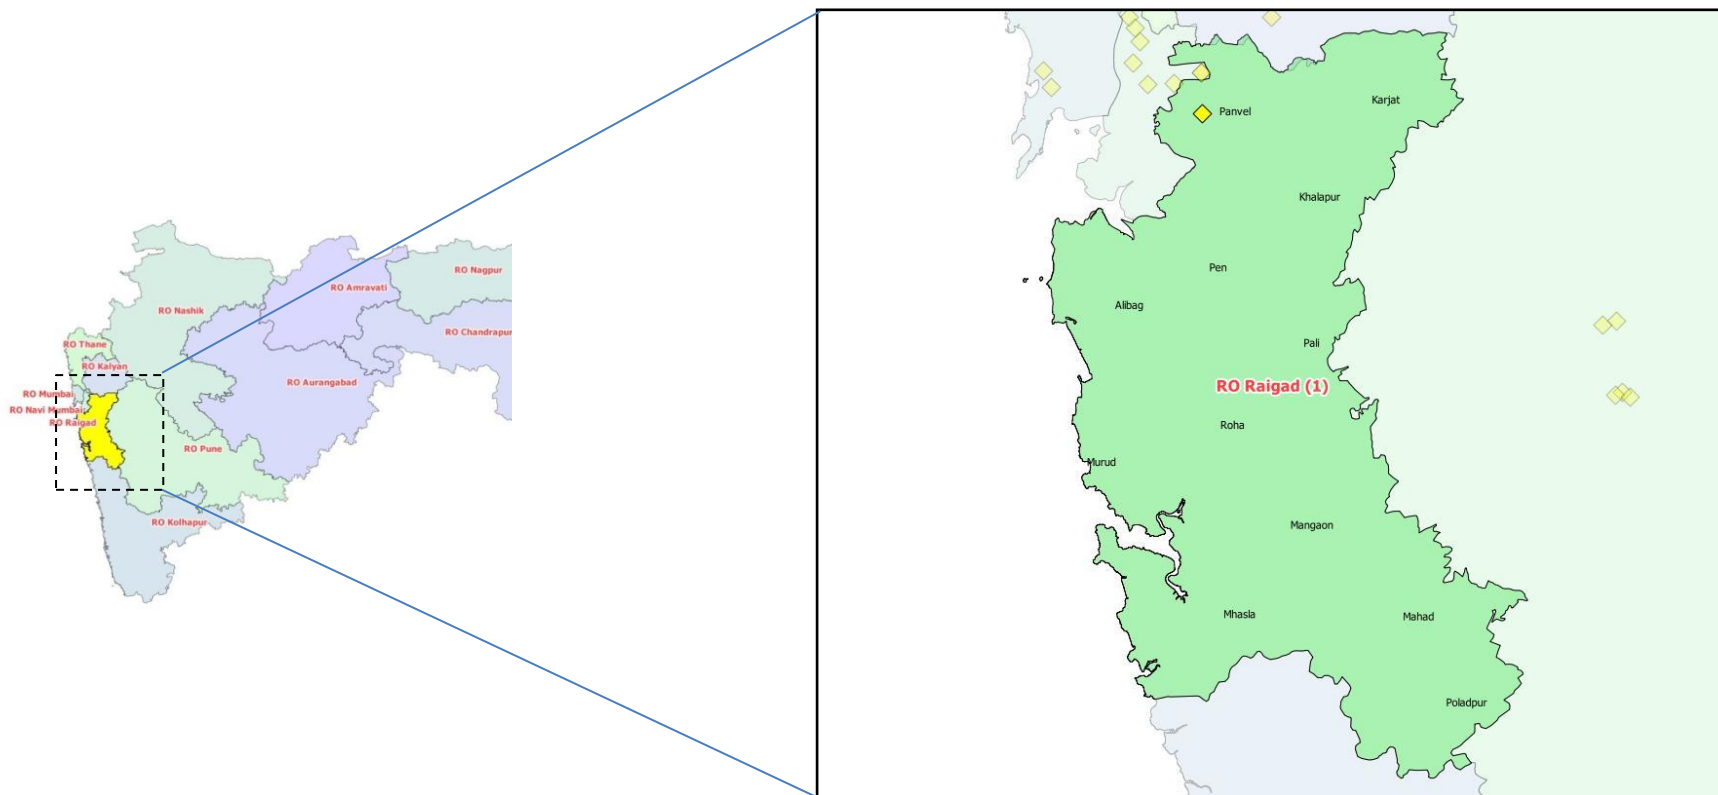 RO Nagpur
RO Amravati
RO Nashik
RO Chandrapur
RO Thane
RO Kalyan
RO Aurangabad
RO Mumbai
RO Navi Mumbai
RO Raigad
RO Pune
RO Kolhapur
Karjat
Panvel
Khalapur
Pen
Alibag
Pali
RO Raigad (1)
Roha
Murud
Mangaon
Mhasla
Mahad
Poladpur